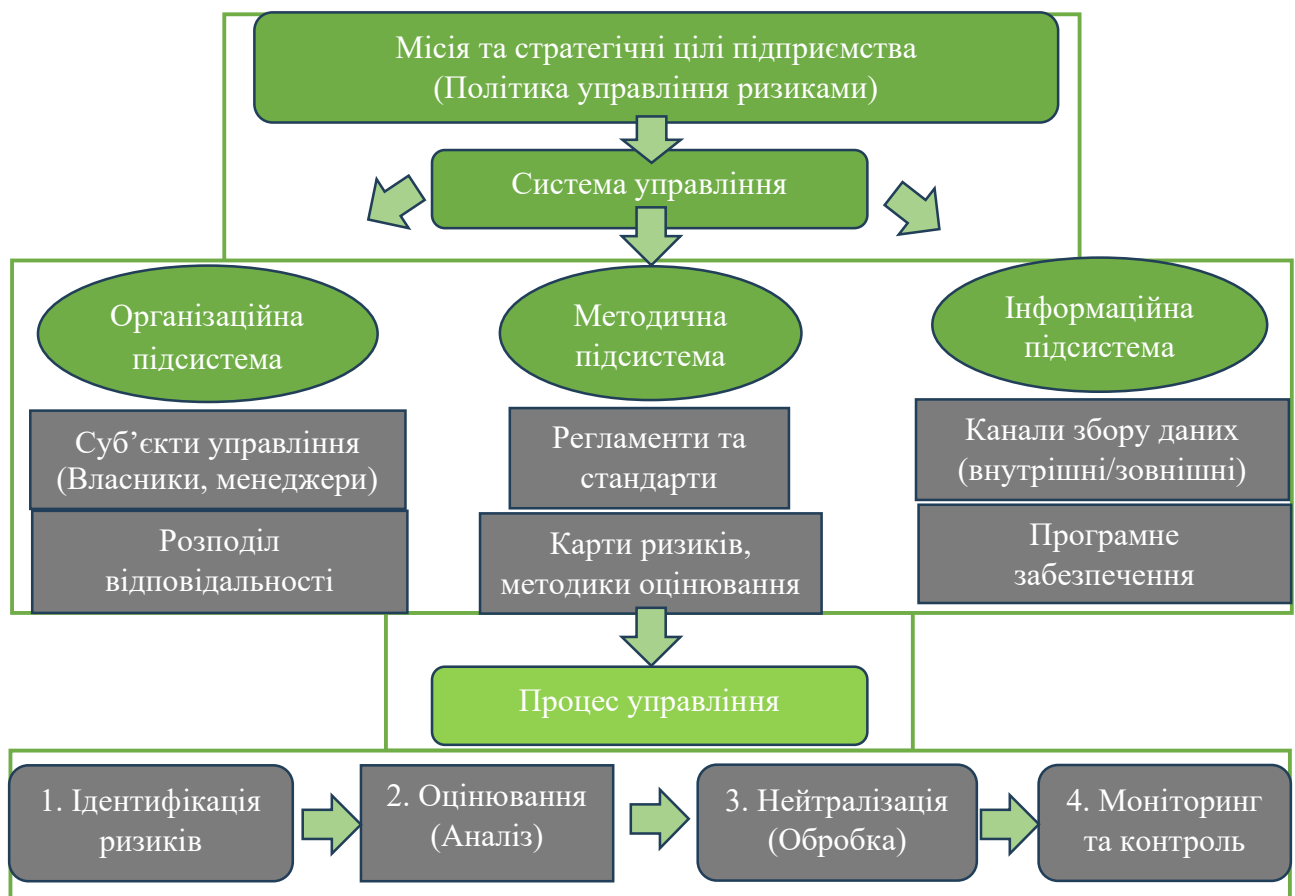 Місія та стратегічні цілі підприємства
(Політика управління ризиками)
Система управління
Організаційна
підсистема
Методична
підсистема
Інформаційна
підсистема
Суб’єкти управління
(Власники, менеджери)
Регламенти та
стандарти
Канали збору даних
(внутрішні/зовнішні)
Розподіл
відповідальності
Карти ризиків,
методики оцінювання
Програмне
забезпечення
Процес управління
1. Ідентифікація
ризиків
2. Оцінювання
(Аналіз)
3. Нейтралізація
(Обробка)
4. Моніторинг
та контроль